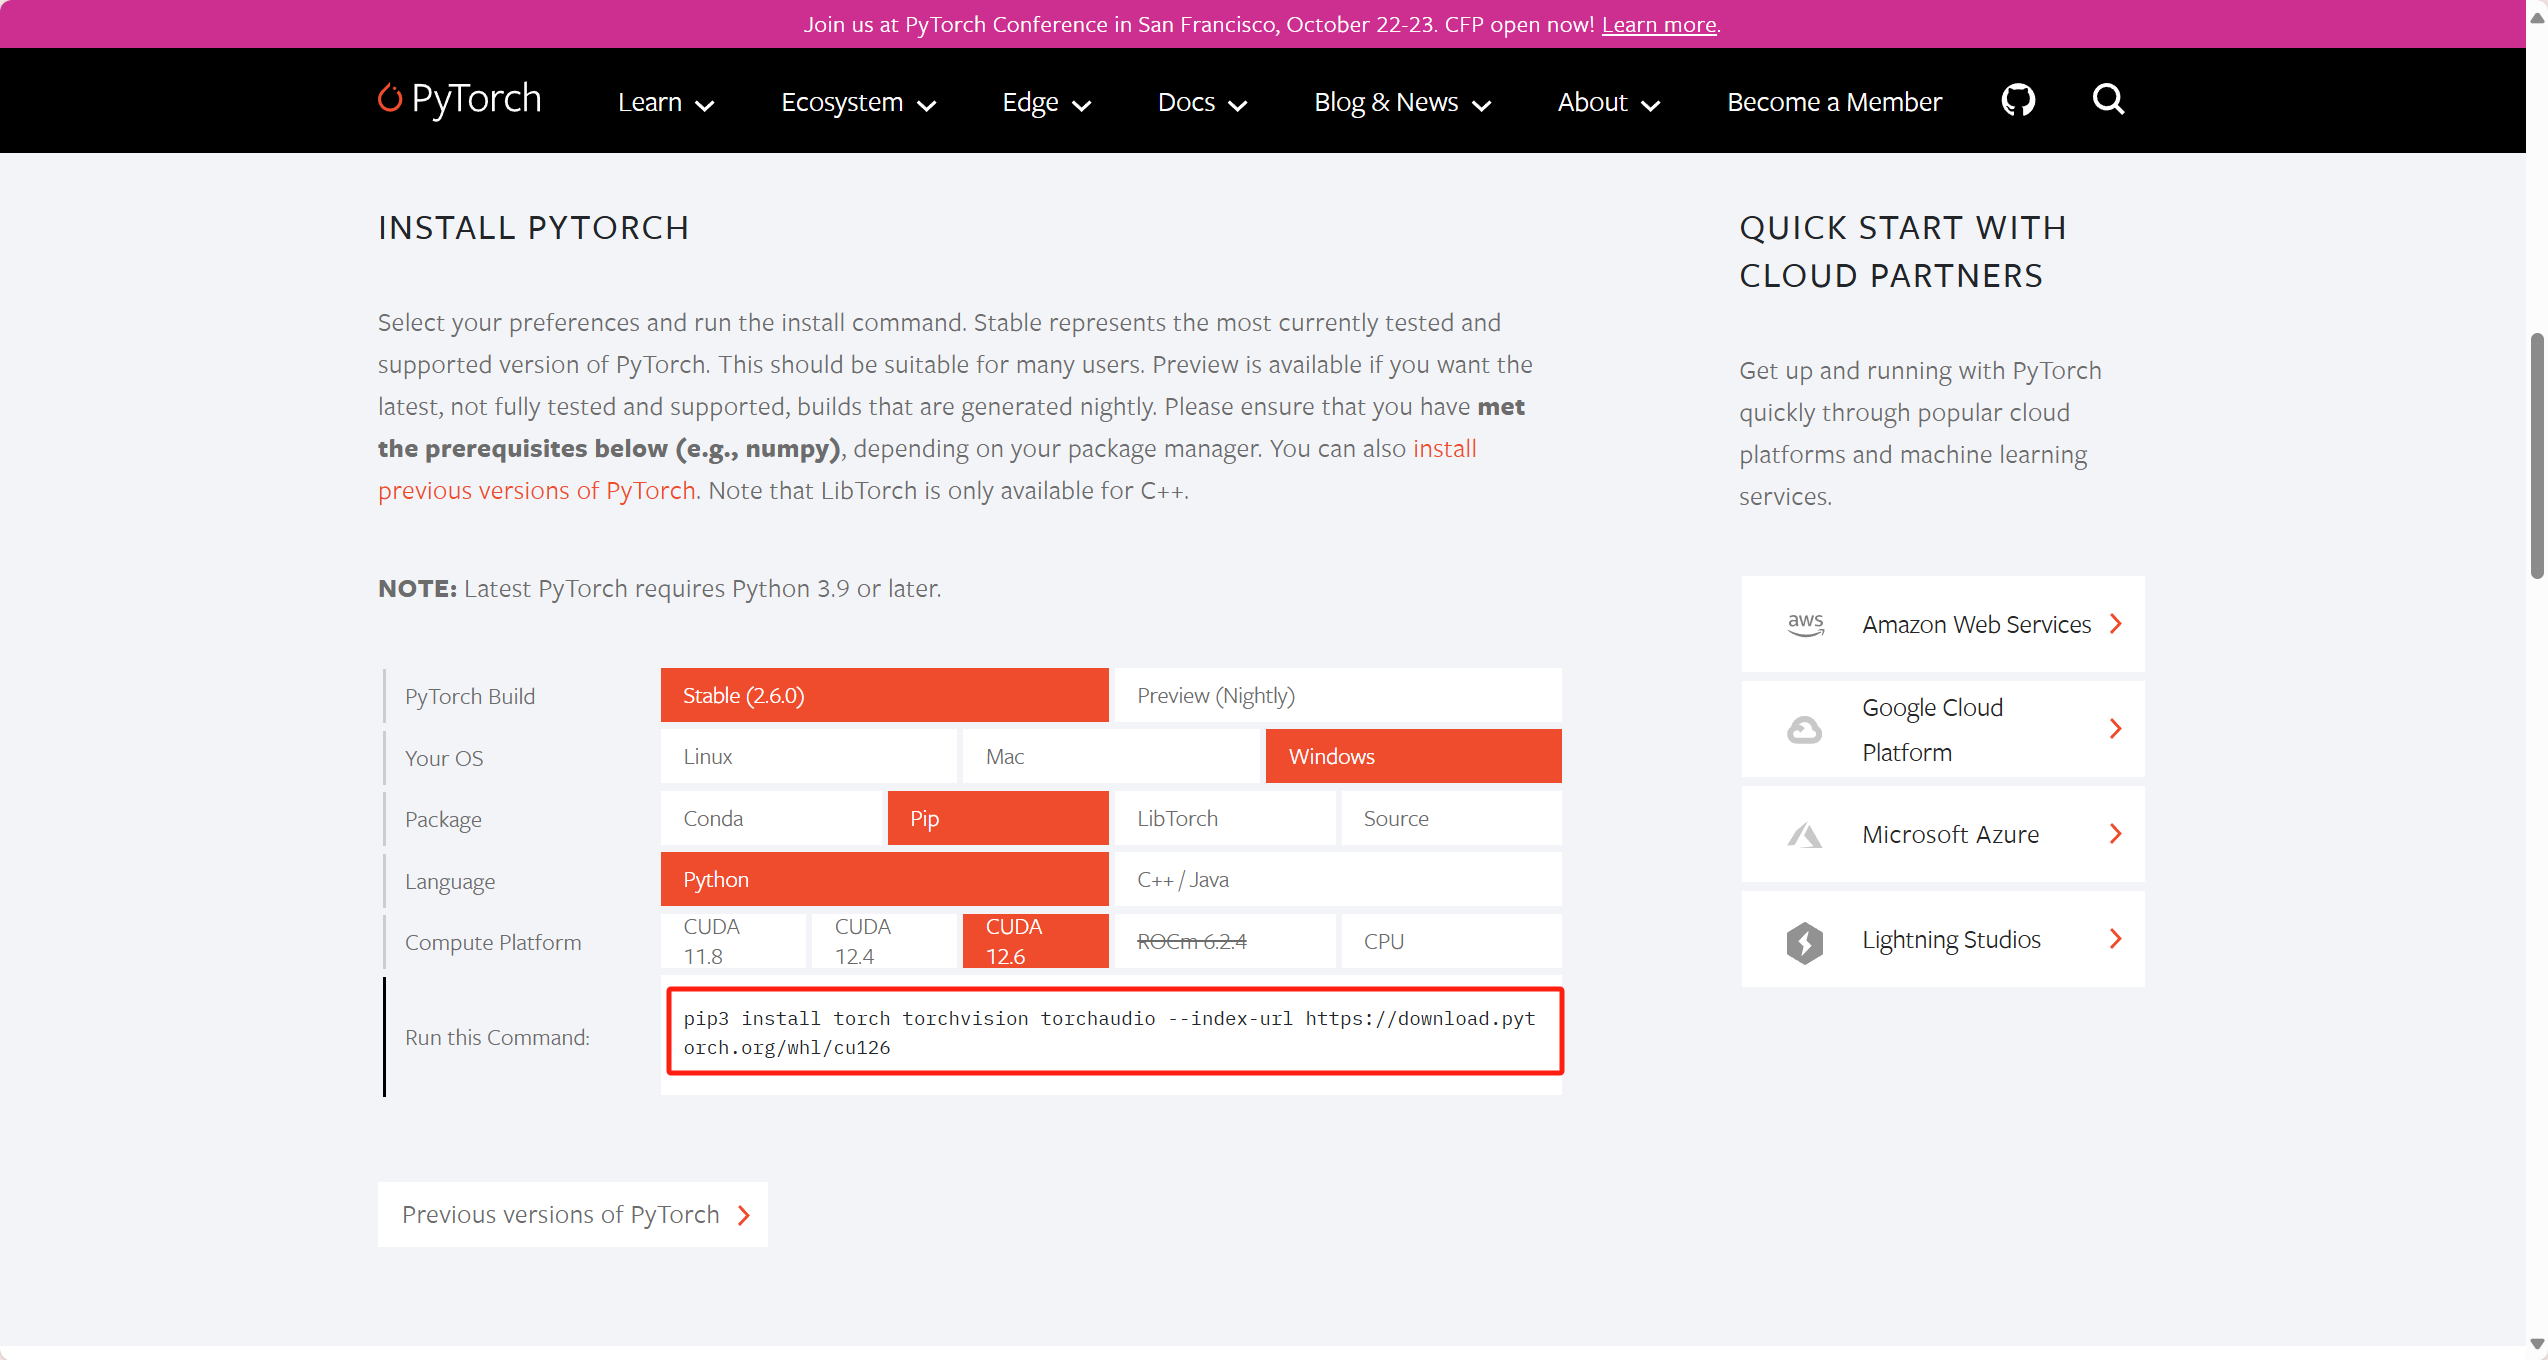 Join us at PyTorch Conference in San Francisco, October 22-23. CFP open now! Learn more.
PyTorch
Learn
Ecosystem
Edge
Docs
Blog & News
About
Become a Member
INSTALL PYTORCH
Select your preferences and run the install command. Stable represents the most currently tested and
supported version of PyTorch. This should be suitable for many users. Preview is available if you want the
latest, not fully tested and supported, builds that are generated nightly. Please ensure that you have met
the prerequisites below (e.g., numpy), depending on your package manager. You can also install
previous versions of PyTorch. Note that LibTorch is only available for C++.
NOTE: Latest PyTorch requires Python 3.9 or later.
PyTorch Build
Stable (2.6.0)
Preview (Nightly)
Your OS
Linux
Mac
Windows
Package
Conda
Pip
LibTorch
Source
Language
Python
C++ / Java
Compute Platform
CUDA
11.8
CUDA
12.4
CUDA
12.6
ROCm 6.2.4
CPU
Run this Command:
pip3 install torch torchvision torchaudio --index-url https://download.pyt
orch.org/whl/cu126
Previous versions of PyTorch
QUICK START WITH
CLOUD PARTNERS
Get up and running with PyTorch
quickly through popular cloud
platforms and machine learning
services.
aws
Amazon Web Services
Google Cloud
Platform
Microsoft Azure
Lightning Studios